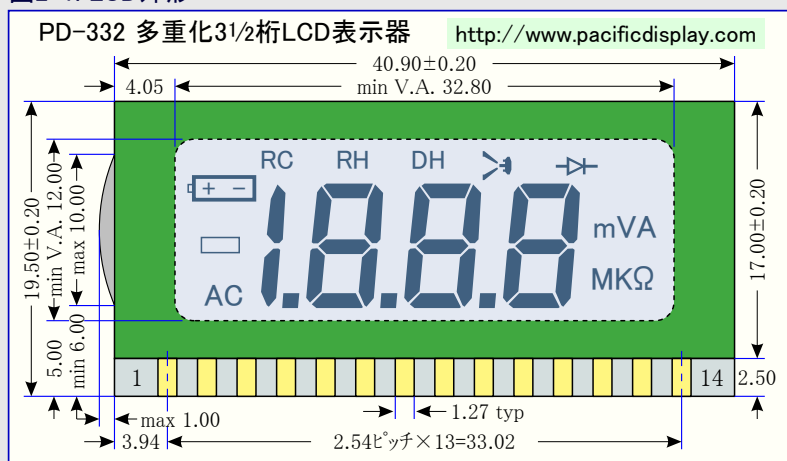 PD-332 多重化3½桁LCD表示器
http://www.pacificdisplay.com
40.90±0.20
4.05
min V.A. 32.80
RC RH DH
+ -
1.8.8.8
mVA
MKΩ
AC
19.50±0.20
min V.A. 12.00
max 10.00
17.00±0.20
5.00
min 6.00
1
14
2.50
max 1.00
1.27 typ
3.94
2.54ピッチ×13=33.02